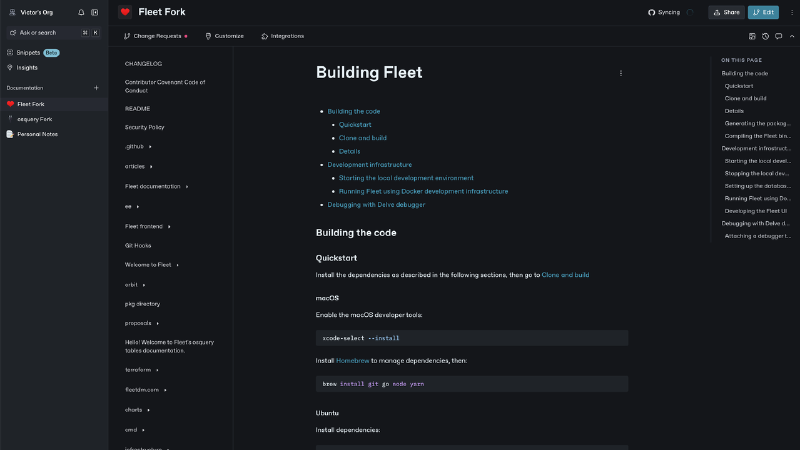 Victor's Org
Ask or search
⌘ K
Snippets Beta
Insights
Documentation
Fleet Fork
osquery Fork
Personal Notes
Fleet Fork
Syncing
Share
Edit
Change Requests
Customize
Integrations
CHANGELOG
Contributor Covenant Code of
Conduct
README
Security Policy
.github
articles
Fleet documentation
ee
Fleet frontend
Git Hooks
Welcome to Fleet
orbit
pkg directory
proposals
Hello! Welcome to Fleet's osquery
tables documentation.
terraform
fleetdm.com
charts
cmd
infrastructure
Building Fleet
Building the code
Quickstart
Clone and build
Details
Development infrastructure
Starting the local development environment
Running Fleet using Docker development infrastructure
Debugging with Delve debugger
Building the code
Quickstart
Install the dependencies as described in the following sections, then go to Clone and build
macOS
Enable the macOS developer tools:
xcode-select --install
Install Homebrew to manage dependencies, then:
brew install git go node yarn
Ubuntu
Install dependencies:
ON THIS PAGE
Building the code
Quickstart
Clone and build
Details
Generating the packag...
Compiling the Fleet bin...
Development infrastruct...
Starting the local devel...
Stopping the local dev...
Setting up the databas...
Running Fleet using Do...
Developing the Fleet UI
Debugging with Delve d...
Attaching a debugger t...